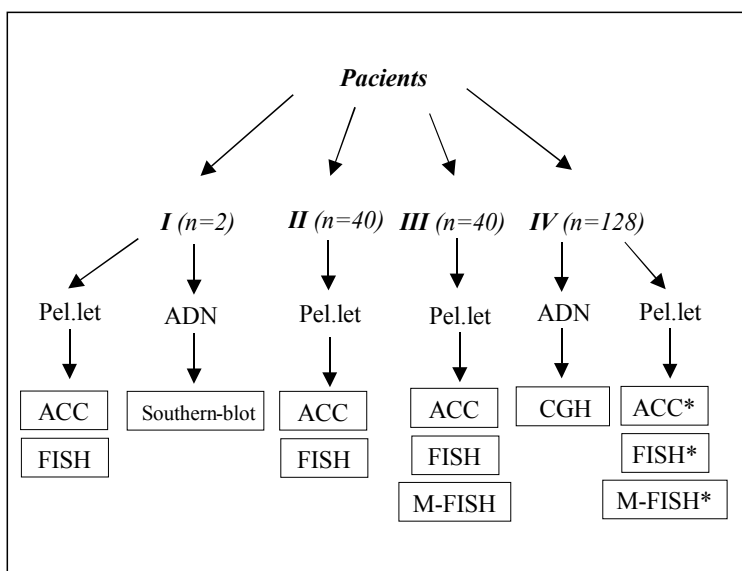 Pacients
I (n=2) II (n=40) III (n=40) IV (n=128)
Pel.let ADN Pel.let Pel.let ADN Pel.let
ACC Southern-blot ACC ACC CGH ACC*
FISH FISH FISH FISH*
M-FISH M-FISH*